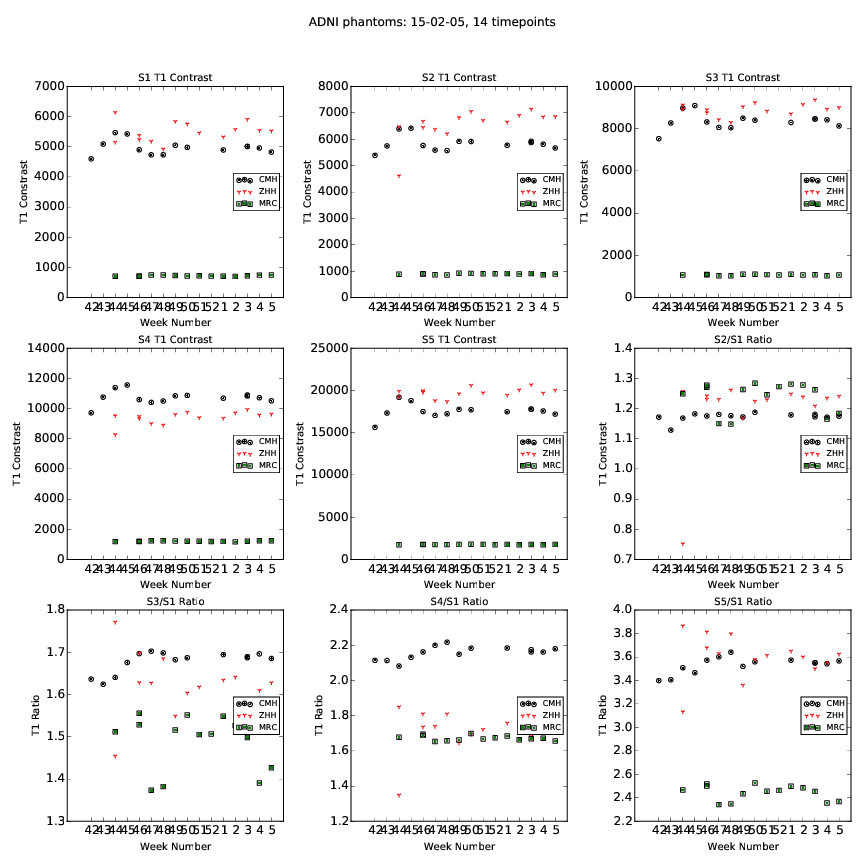 ADNI phantoms: 15-02-05, 14 timepoints
S1 T1 Contrast
7000
6000
5000
4000
3000
2000
1000
0
T1 Constrast
CMH
ZHH
MRC
42 43 44 45 46 47 48 49 50 51 52 1 2 3 4 5
Week Number
S2 T1 Contrast
8000
7000
6000
5000
4000
3000
2000
1000
0
T1 Constrast
CMH
ZHH
MRC
42 43 44 45 46 47 48 49 50 51 52 1 2 3 4 5
Week Number
S3 T1 Contrast
10000
8000
6000
4000
2000
0
T1 Constrast
CMH
ZHH
MRC
42 43 44 45 46 47 48 49 50 51 52 1 2 3 4 5
Week Number
S4 T1 Contrast
14000
12000
10000
8000
6000
4000
2000
0
T1 Constrast
CMH
ZHH
MRC
42 43 44 45 46 47 48 49 50 51 52 1 2 3 4 5
Week Number
S5 T1 Contrast
25000
20000
15000
10000
5000
0
T1 Constrast
CMH
ZHH
MRC
42 43 44 45 46 47 48 49 50 51 52 1 2 3 4 5
Week Number
S2/S1 Ratio
1.4
1.3
1.2
1.1
1.0
0.9
0.8
0.7
T1 Constrast
CMH
ZHH
MRC
42 43 44 45 46 47 48 49 50 51 52 1 2 3 4 5
Week Number
S3/S1 Ratio
1.8
1.7
1.6
1.5
1.4
1.3
T1 Ratio
CMH
ZHH
MRC
42 43 44 45 46 47 48 49 50 51 52 1 2 3 4 5
Week Number
S4/S1 Ratio
2.4
2.2
2.0
1.8
1.6
1.4
1.2
T1 Ratio
CMH
ZHH
MRC
42 43 44 45 46 47 48 49 50 51 52 1 2 3 4 5
Week Number
S5/S1 Ratio
4.0
3.8
3.6
3.4
3.2
3.0
2.8
2.6
2.4
2.2
T1 Ratio
CMH
ZHH
MRC
42 43 44 45 46 47 48 49 50 51 52 1 2 3 4 5
Week Number